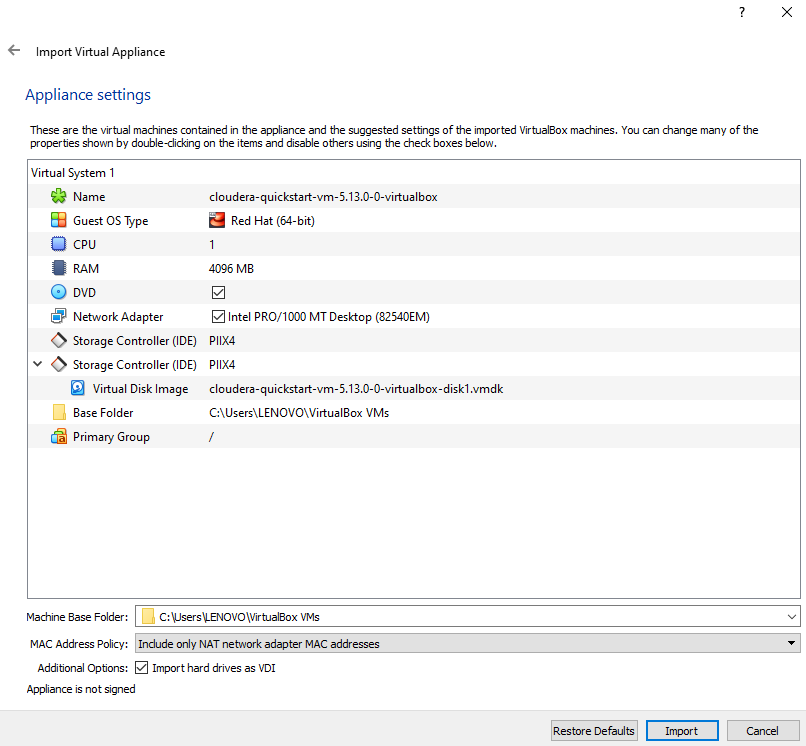 ?
Import Virtual Appliance
Appliance settings
These are the virtual machines contained in the appliance and the suggested settings of the imported VirtualBox machines. You can change many of the
properties shown by double-clicking on the items and disable others using the check boxes below.
Virtual System 1
Name cloudera-quickstart-vm-5.13.0-0-virtualbox
Guest OS Type Red Hat (64-bit)
CPU 1
RAM 4096 MB
DVD
Network Adapter Intel PRO/1000 MT Desktop (82540EM)
Storage Controller (IDE) PIIX4
Storage Controller (IDE) PIIX4
Virtual Disk Image cloudera-quickstart-vm-5.13.0-0-virtualbox-disk1.vmdk
Base Folder C:\Users\LENOVO\VirtualBox VMs
Primary Group /
Machine Base Folder: C:\Users\LENOVO\VirtualBox VMs
MAC Address Policy: Include only NAT network adapter MAC addresses
Additional Options: Import hard drives as VDI
Appliance is not signed
Restore Defaults Import Cancel